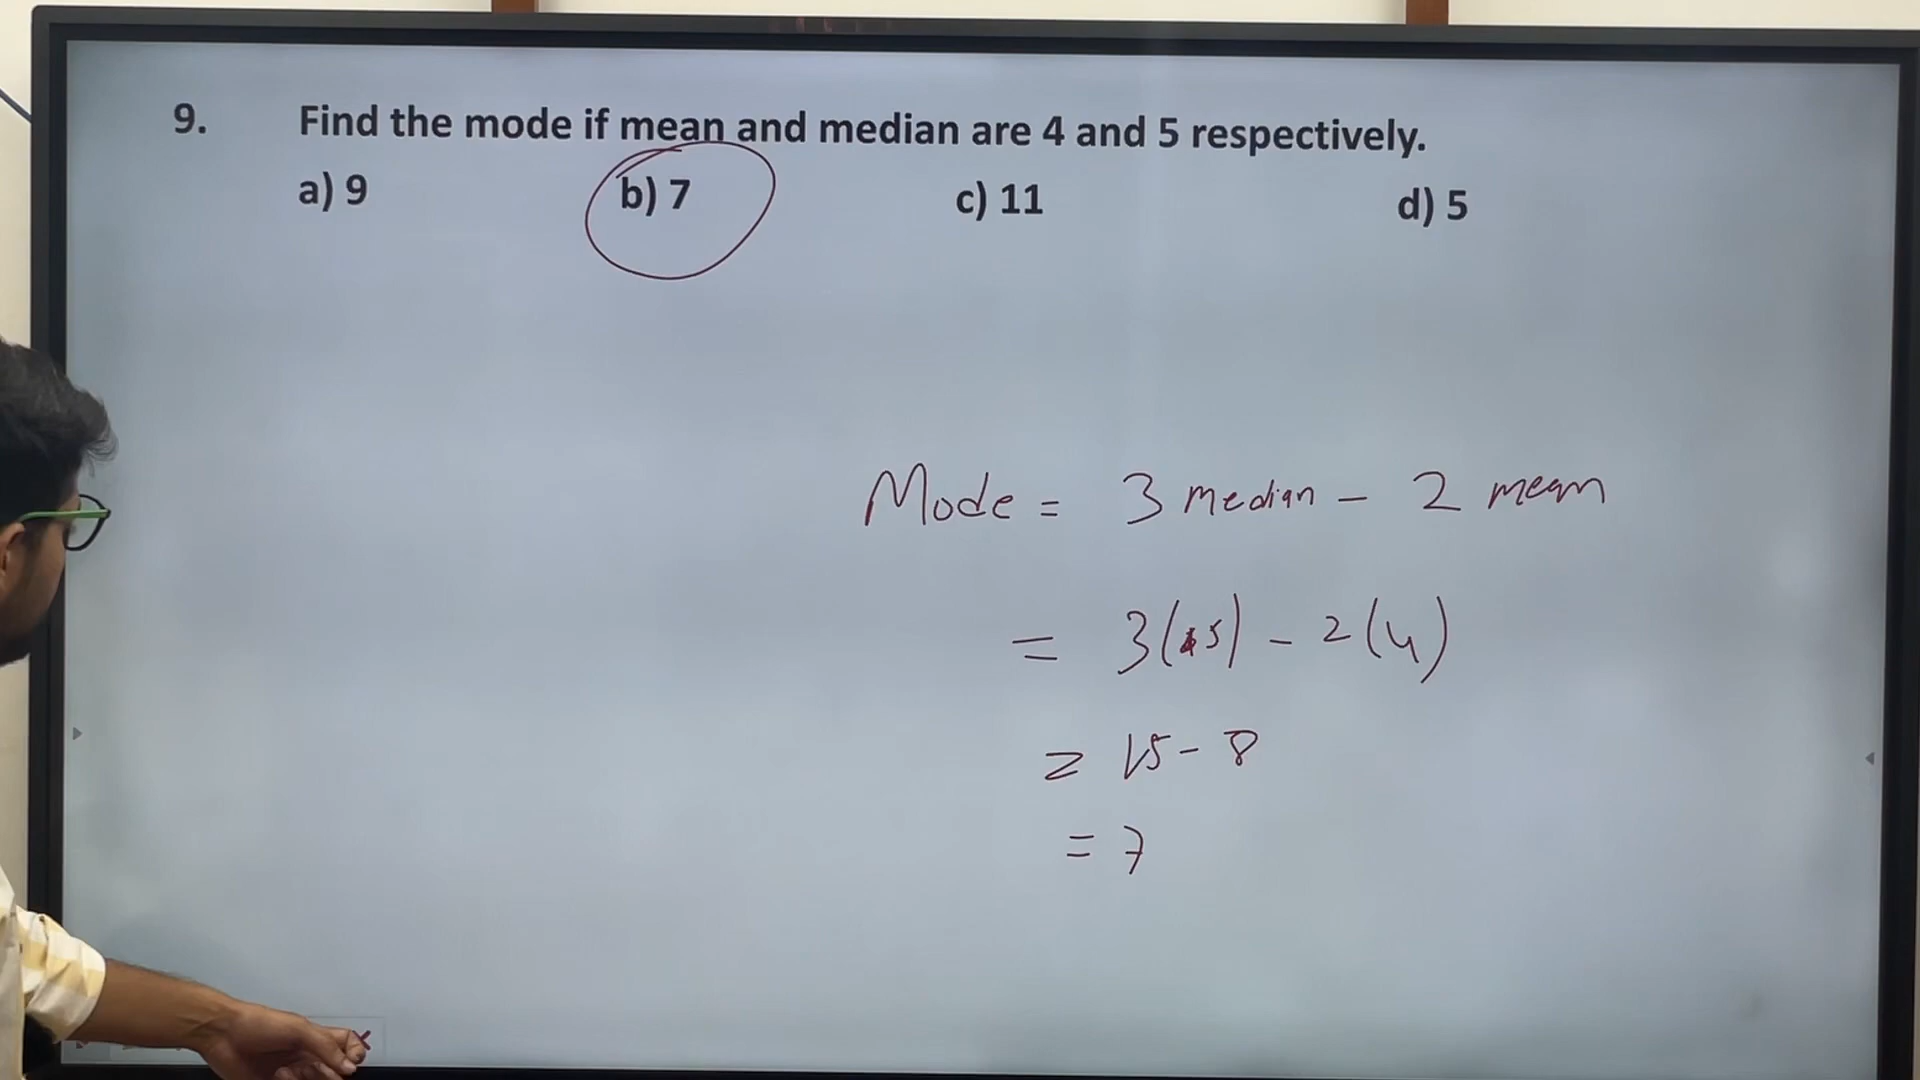 9. Find the mode if mean and median are 4 and 5 respectively.
a) 9 b) 7 c) 11 d) 5
Mode = 3 median - 2 mean
= 3(5) - 2(4)
= 15 - 8
= 7